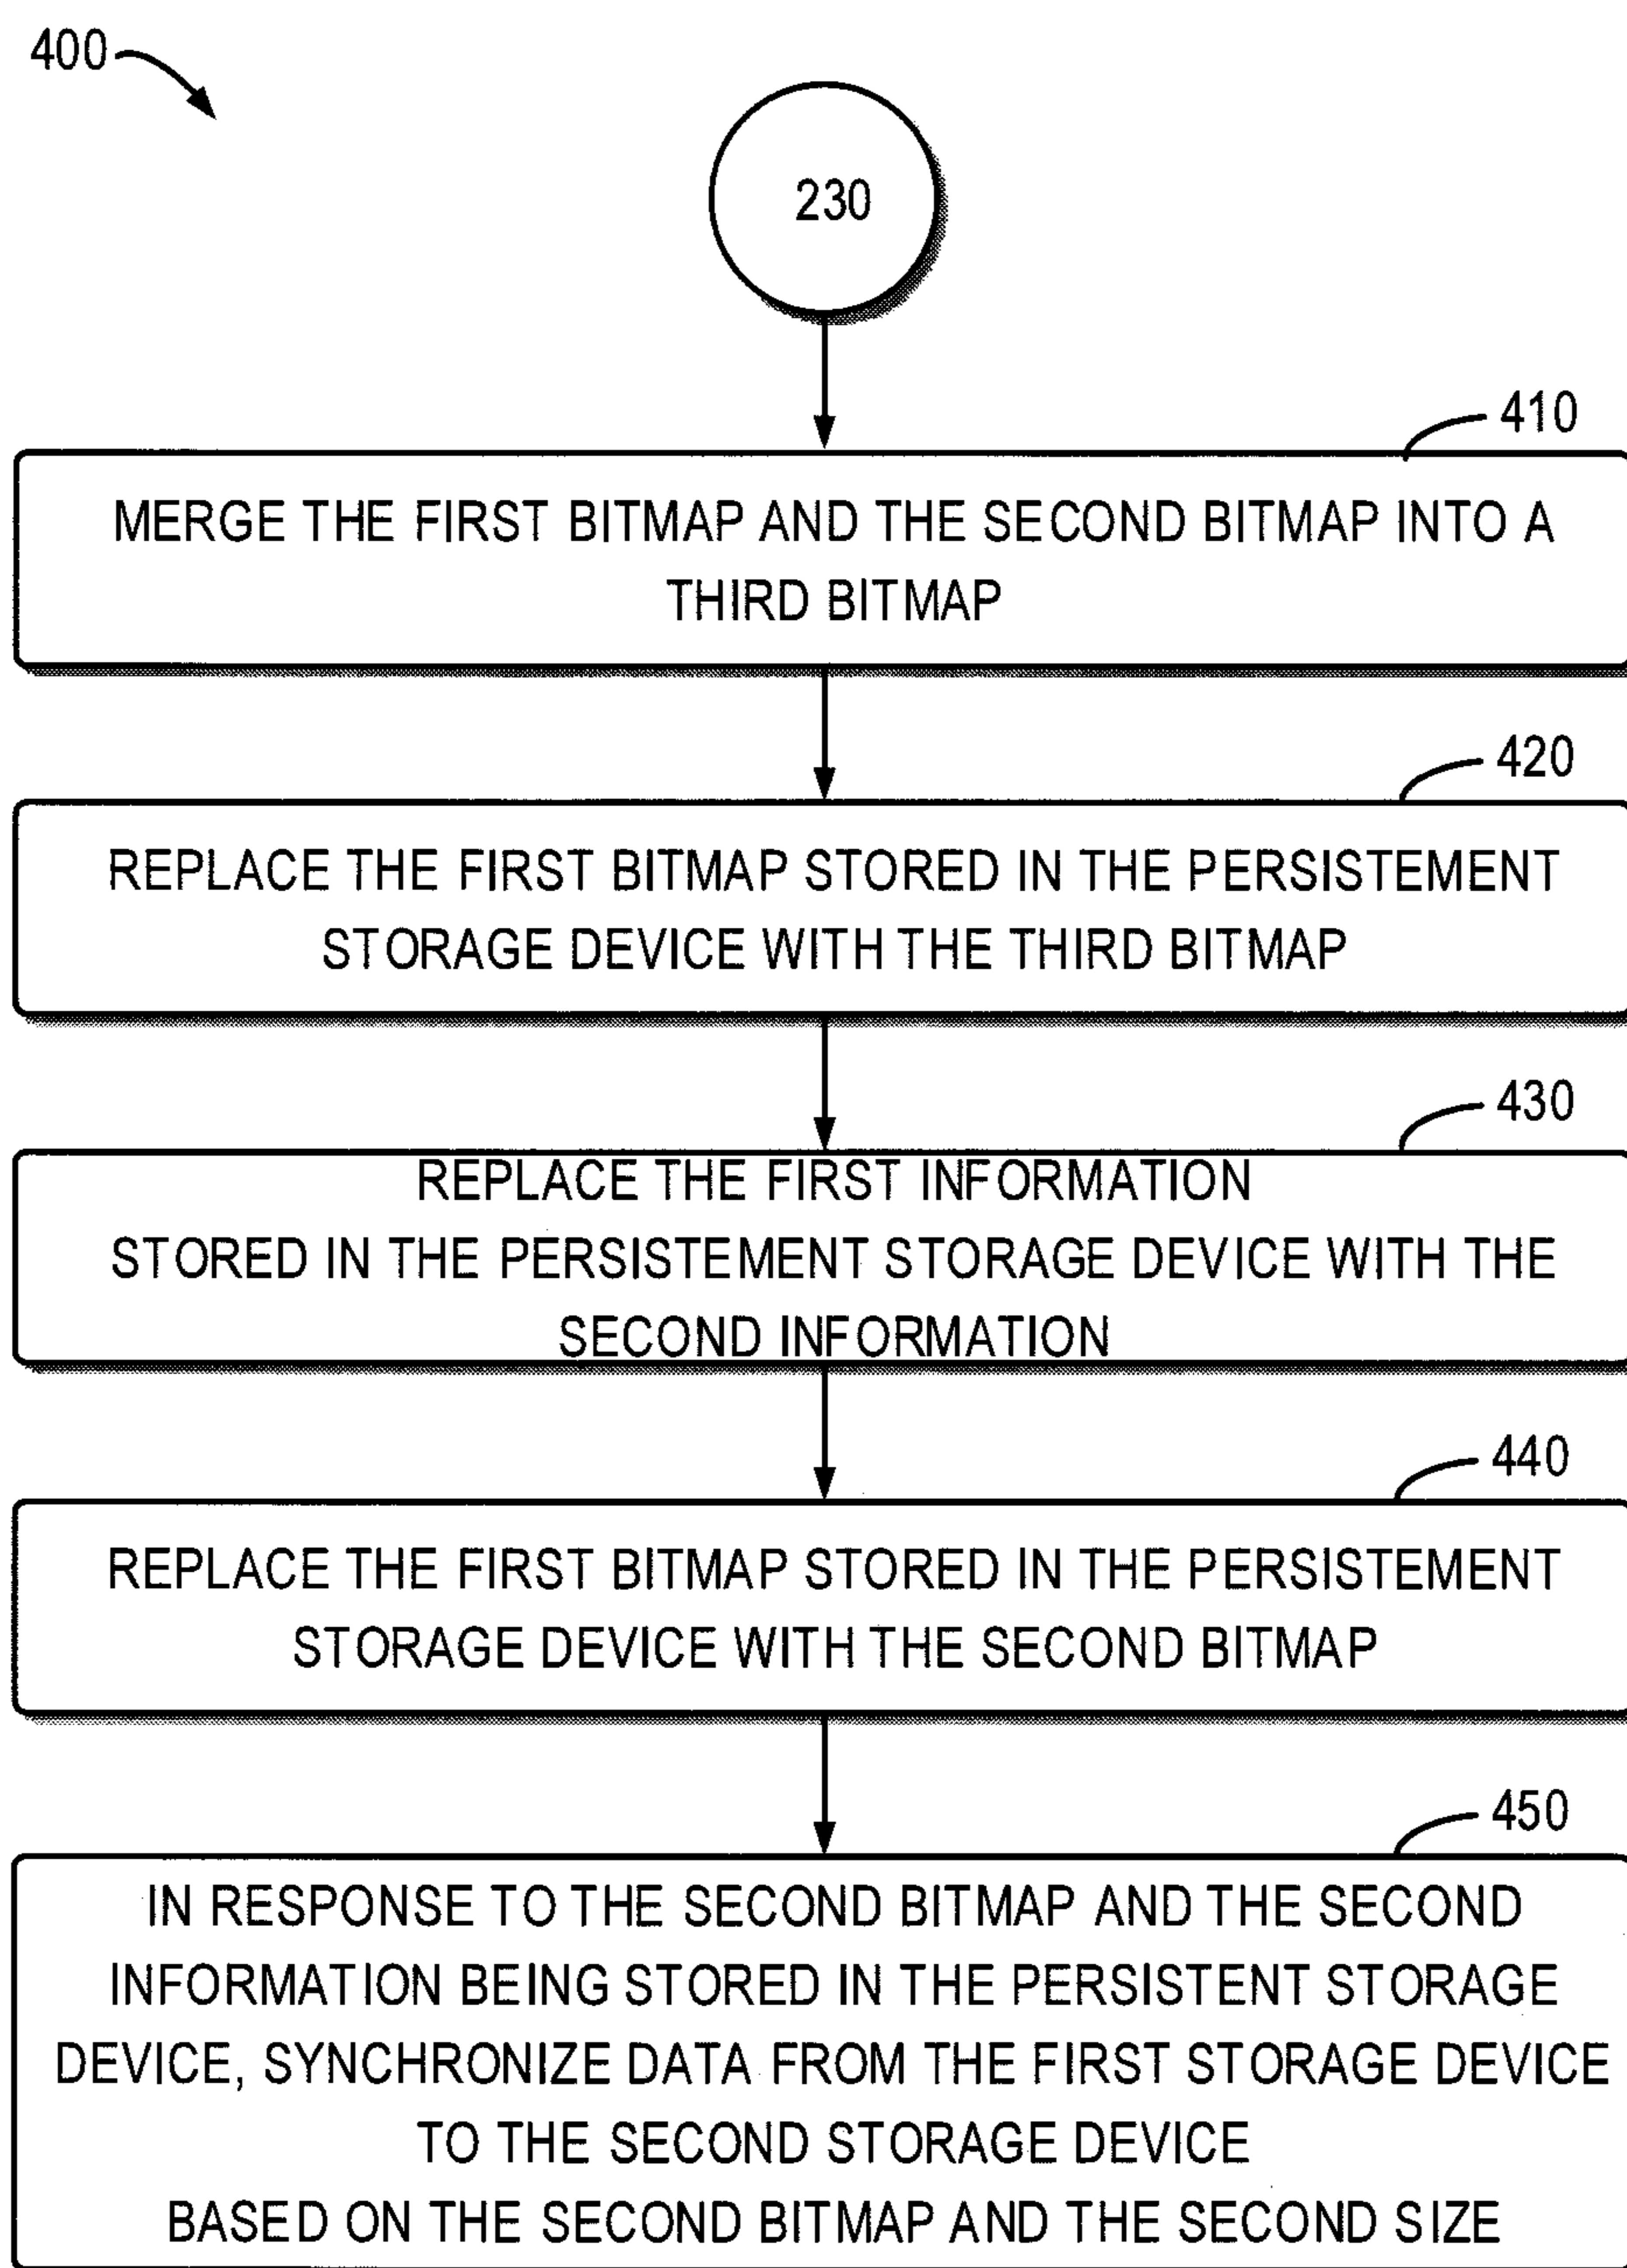 400
230
410
MERGE THE FIRST BITMAP AND THE SECOND BITMAP INTO A
THIRD BITMAP
420
REPLACE THE FIRST BITMAP STORED IN THE PERSISTEMENT
STORAGE DEVICE WITH THE THIRD BITMAP
430
REPLACE THE FIRST INFORMATION
STORED IN THE PERSISTEMENT STORAGE DEVICE WITH THE
SECOND INFORMATION
440
REPLACE THE FIRST BITMAP STORED IN THE PERSISTEMENT
STORAGE DEVICE WITH THE SECOND BITMAP
450
IN RESPONSE TO THE SECOND BITMAP AND THE SECOND
INFORMATION BEING STORED IN THE PERSISTENT STORAGE
DEVICE, SYNCHRONIZE DATA FROM THE FIRST STORAGE DEVICE
TO THE SECOND STORAGE DEVICE
BASED ON THE SECOND BITMAP AND THE SECOND SIZE